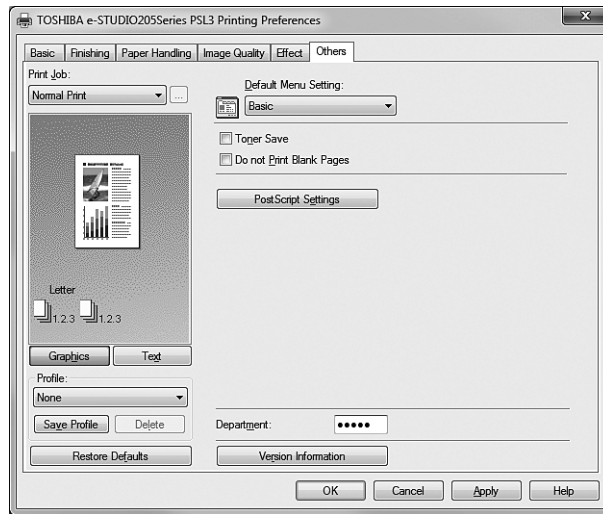 TOSHIBA e-STUDIO205Series PSL3 Printing Preferences
Basic
Finishing
Paper Handling
Image Quality
Effect
Others
Print Job:
Normal Print
...
Letter
1.2.3
1.2.3
Graphics
Text
Profile:
None
Save Profile
Delete
Restore Defaults
Default Menu Setting:
Basic
Toner Save
Do not Print Blank Pages
PostScript Settings
Department:
•••••
Version Information
OK
Cancel
Apply
Help